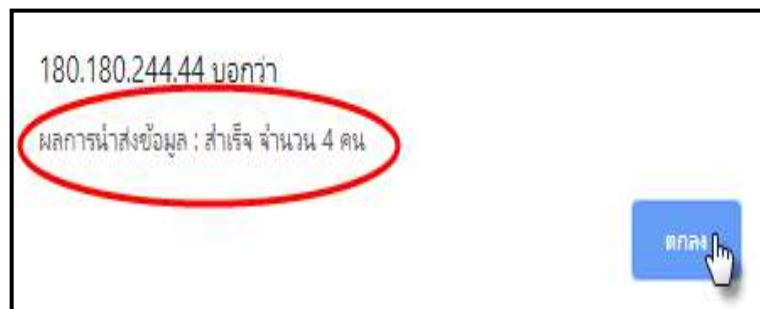 180.180.244.44 บอกว่า
ผลการนำส่งข้อมูล : สำเร็จ จำนวน 4 คน
ตกลง